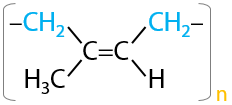 –CH₂ CH₂–
C=C
H₃C H
n